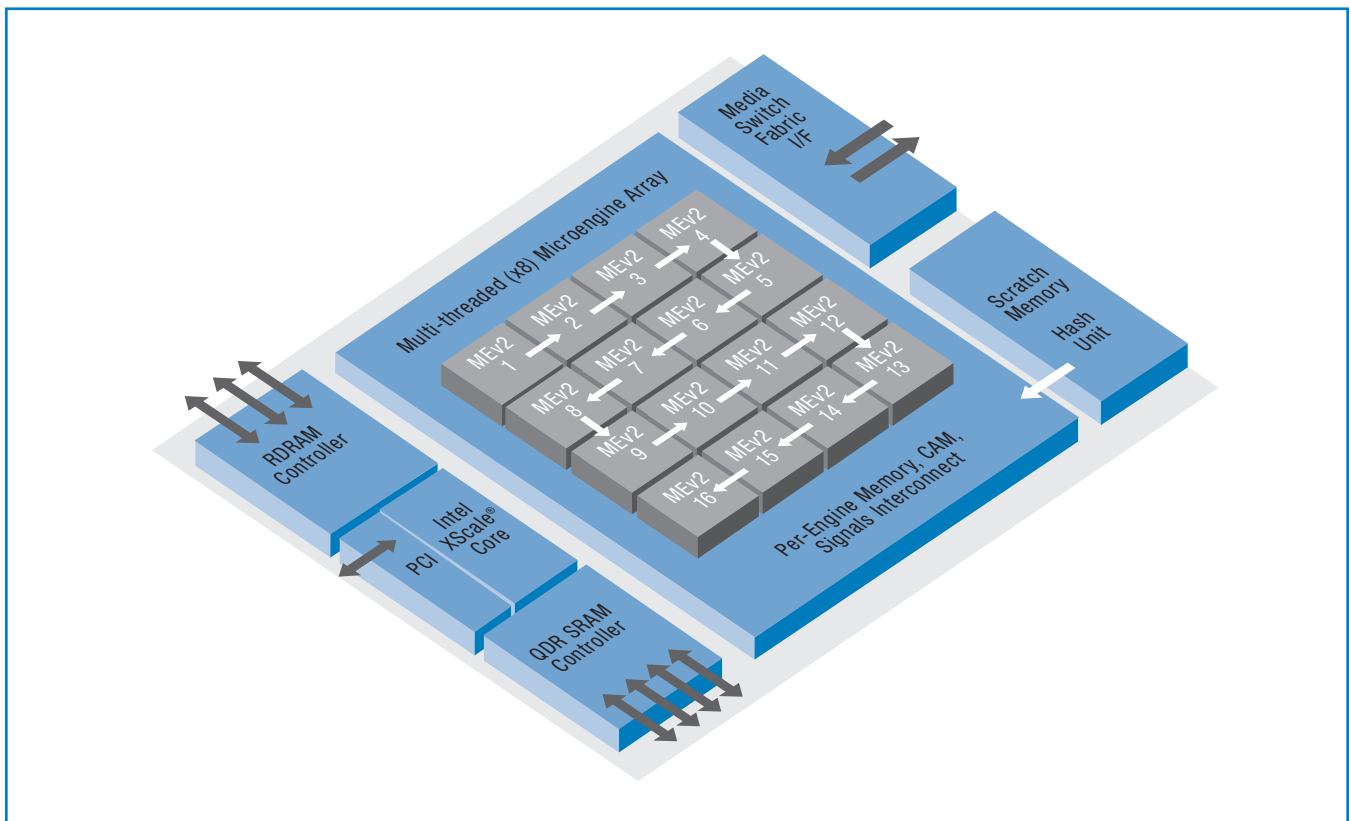 Media
Switch
Fabric
I/F
Multi-threaded (x8) Microengine Array
MEv2
1
MEv2
2
MEv2
3
MEv2
4
MEv2
5
MEv2
6
MEv2
7
MEv2
8
MEv2
9
MEv2
10
MEv2
11
MEv2
12
MEv2
13
MEv2
14
MEv2
15
MEv2
16
Scratch
Memory
Hash
Unit
Per-Engine Memory, CAM,
Signals Interconnect
RDRAM
Controller
Intel
XScale®
Core
PCI
QDR SRAM
Controller